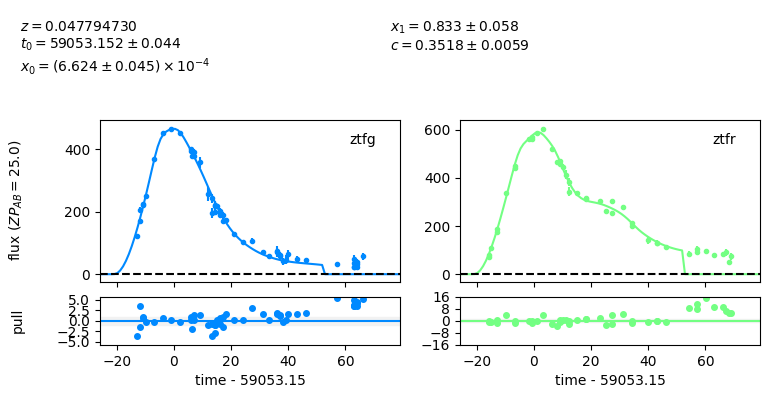 z = 0.047794730
t₀ = 59053.152 ± 0.044
x₀ = (6.624 ± 0.045) × 10⁻⁴
x₁ = 0.833 ± 0.058
c = 0.3518 ± 0.0059
flux (ZP_AB = 25.0)
400
200
0
ztfg
600
400
200
0
ztfr
pull
5.0
2.5
0.0
−2.5
−5.0
16
8
0
−8
−16
−20 0 20 40 60
−20 0 20 40 60
time - 59053.15
time - 59053.15